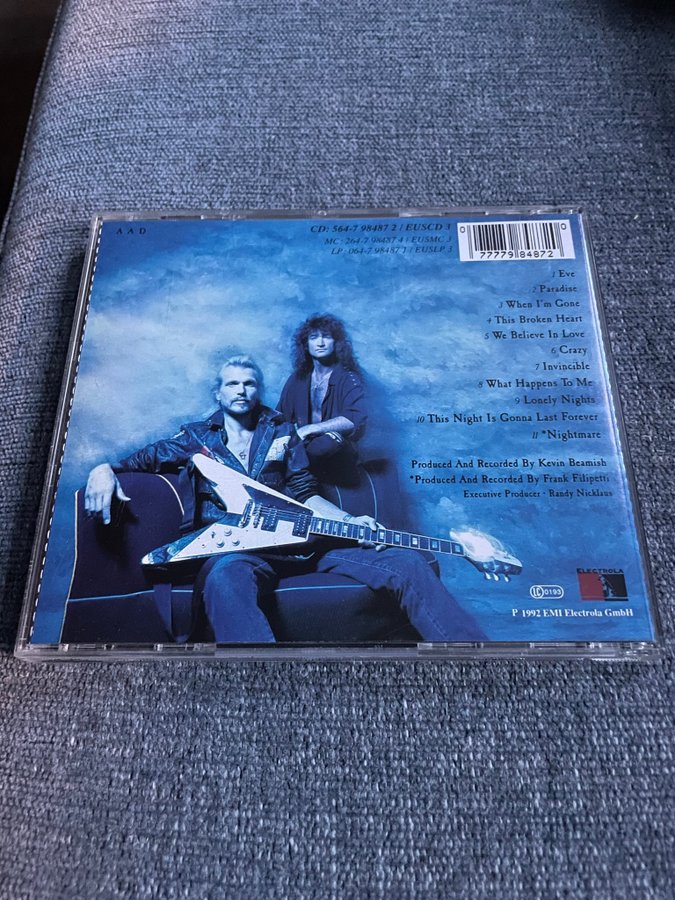 A A D
CD: 564-7 98487 2 / EUSCD 3
MC: 264-7 98487 4 / EUSMC 3
LP: 064-7 98487 1 / EUSLP 3
0 77779 84872 0
1 Eve
2 Paradise
3 When I'm Gone
4 This Broken Heart
5 We Believe In Love
6 Crazy
7 Invincible
8 What Happens To Me
9 Lonely Nights
10 This Night Is Gonna Last Forever
11 *Nightmare
Produced And Recorded By Kevin Beamish
*Produced And Recorded By Frank Filipetti
Executive Producer - Randy Nicklaus
LC 0193
ELECTROLA
P 1992 EMI Electrola GmbH